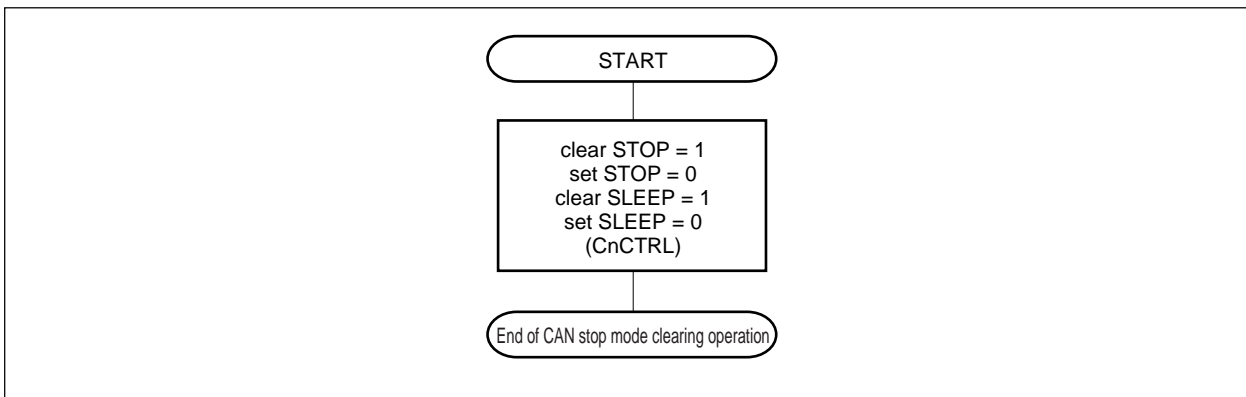 START
clear STOP = 1
set STOP = 0
clear SLEEP = 1
set SLEEP = 0
(CnCTRL)
End of CAN stop mode clearing operation